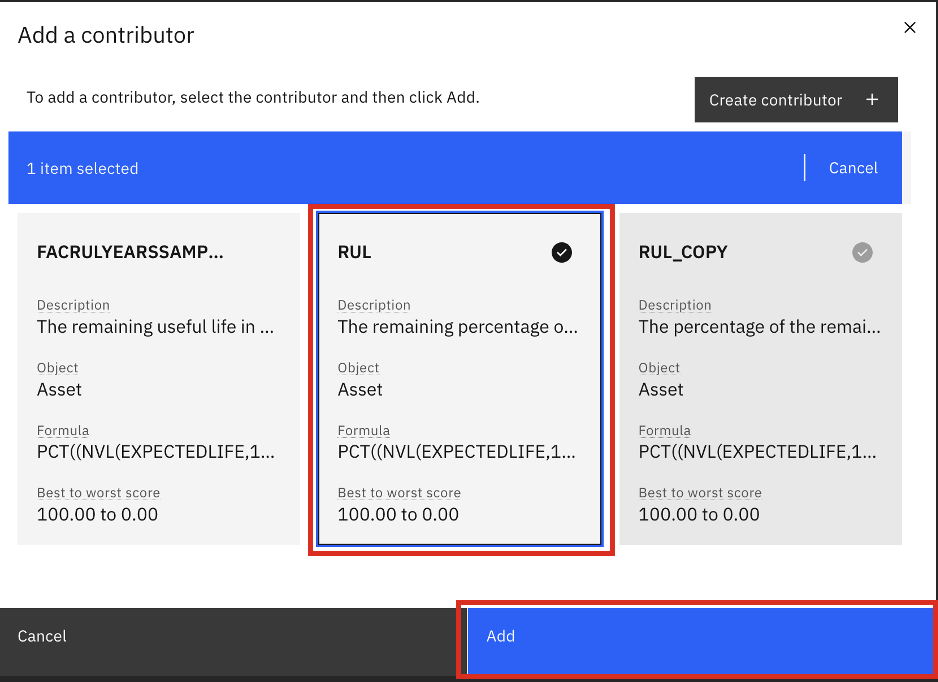 Add a contributor
To add a contributor, select the contributor and then click Add.
Create contributor +
1 item selected
Cancel
FACRULYEARSSAMP...
Description
The remaining useful life in ...
Object
Asset
Formula
PCT((NVL(EXPECTEDLIFE,1...
Best to worst score
100.00 to 0.00
RUL
Description
The remaining percentage o...
Object
Asset
Formula
PCT((NVL(EXPECTEDLIFE,1...
Best to worst score
100.00 to 0.00
RUL_COPY
Description
The percentage of the remai...
Object
Asset
Formula
PCT((NVL(EXPECTEDLIFE,1...
Best to worst score
100.00 to 0.00
Cancel
Add